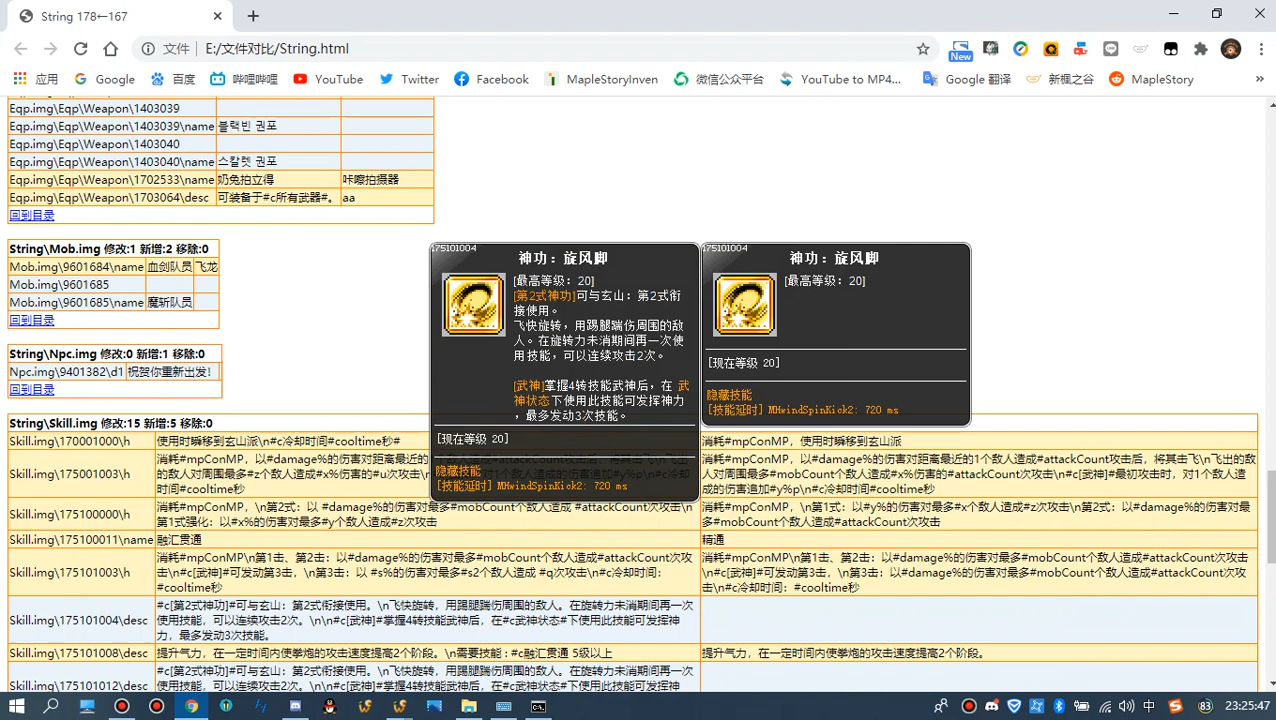 String 178←167
文件 E:/文件对比/String.html
New
应用 Google 百度 哔哩哔哩 YouTube Twitter Facebook MapleStoryInven 微信公众平台 YouTube to MP4... Google 翻译 新楓之谷 MapleStory »
Eqp.img\Eqp\Weapon\1403039
Eqp.img\Eqp\Weapon\1403039\name 블랙빈 권포
Eqp.img\Eqp\Weapon\1403040
Eqp.img\Eqp\Weapon\1403040\name 스칼렛 권포
Eqp.img\Eqp\Weapon\1702533\name 奶兔拍立得 咔嚓拍摄器
Eqp.img\Eqp\Weapon\1703064\desc 可装备于#c所有武器#。 aa
回到目录
String\Mob.img 修改:1 新增:2 移除:0
Mob.img\9601684\name 血剑队员 飞龙
Mob.img\9601685
Mob.img\9601685\name 魔斩队员
回到目录
String\Npc.img 修改:0 新增:1 移除:0
Npc.img\9401382\d1 祝贺你重新出发!
回到目录
175101004
神功：旋风脚
[最高等级：20]
[第2式神功]可与玄山：第2式衔
接使用。
飞快旋转，用踢腿踹伤周围的敌
人。在旋转力未消期间再一次使
用技能，可以连续攻击2次。
[武神]掌握4转技能武神后，在 武
神状态下使用此技能可发挥神力
，最多发动3次技能。
[现在等级 20]
隐藏技能
[技能延时] MHwindSpinKick2: 720 ms
175101004
神功：旋风脚
[最高等级：20]
[现在等级 20]
隐藏技能
[技能延时] MHwindSpinKick2: 720 ms
String\Skill.img 修改:15 新增:5 移除:0
Skill.img\170001000\h 使用时瞬移到玄山派\n#c冷却时间#cooltime秒# 消耗#mpConMP，使用时瞬移到玄山派
Skill.img\175001003\h
消耗#mpConMP，以#damage%的伤害对距离最近的
的敌人对周围最多#z个敌人造成#x%伤害的#u次攻击
时间#cooltime秒
消耗#mpConMP，以#damage%的伤害对距离最近的1个敌人造成#attackCount次攻击后，将其击飞\n飞出的敌
人对周围最多#mobCount个敌人造成#x%伤害的#attackCount次攻击\n#c[武神]#最初攻击时，对1个敌人造
成的伤害追加#y%p\n#c冷却时间#cooltime秒
Skill.img\175100000\h
消耗#mpConMP，\n第2式：以 #damage%的伤害对最多#mobCount个敌人造成 #attackCount次攻击\n
第1式强化：以#x%的伤害对最多#y个敌人造成#z次攻击
消耗#mpConMP，\n第1式：以#y%的伤害对最多#x个敌人造成#z次攻击\n第2式：以#damage%的伤害对最
多#mobCount个敌人造成#attackCount次攻击
Skill.img\175100011\name 融汇贯通 精通
Skill.img\175101003\h
消耗#mpConMP\n第1击、第2击：以#damage%的伤害对最多#mobCount个敌人造成#attackCount次攻
击\n#c[武神]#可发动第3击，\n第3击：以 #s%的伤害对最多#s2个敌人造成 #q次攻击\n#c冷却时间：
#cooltime秒
消耗#mpConMP\n第1击、第2击：以#damage%的伤害对最多#mobCount个敌人造成#attackCount次攻击
击\n#c[武神]#可发动第3击，\n第3击：以#damage%的伤害对最多#mobCount个敌人造成#attackCount次攻
击\n#c冷却时间：#cooltime秒
Skill.img\175101004\desc
#c[第2式神功]#可与玄山：第2式衔接使用。\n飞快旋转，用踢腿踹伤周围的敌人。在旋转力未消期间再一次
使用技能，可以连续攻击2次。\n\n#c[武神]#掌握4转技能武神后，在#c武神状态#下使用此技能可发挥神
力，最多发动3次技能。
Skill.img\175101008\desc 提升气力，在一定时间内使拳炮的攻击速度提高2个阶段。\n需要技能 : #c融汇贯通 5级以上 提升气力，在一定时间内使拳炮的攻击速度提高2个阶段。
Skill.img\175101012\desc
#c[第2式神功]#可与玄山：第2式衔接使用。\n飞快旋转，用踢腿踹伤周围的敌人。在旋转力未消期间再一次
使用技能，可以连续攻击2次。\n\n#c[武神]#掌握4转技能武神后，在#c武神状态#下使用此技能可发挥神
中 83 23:25:47